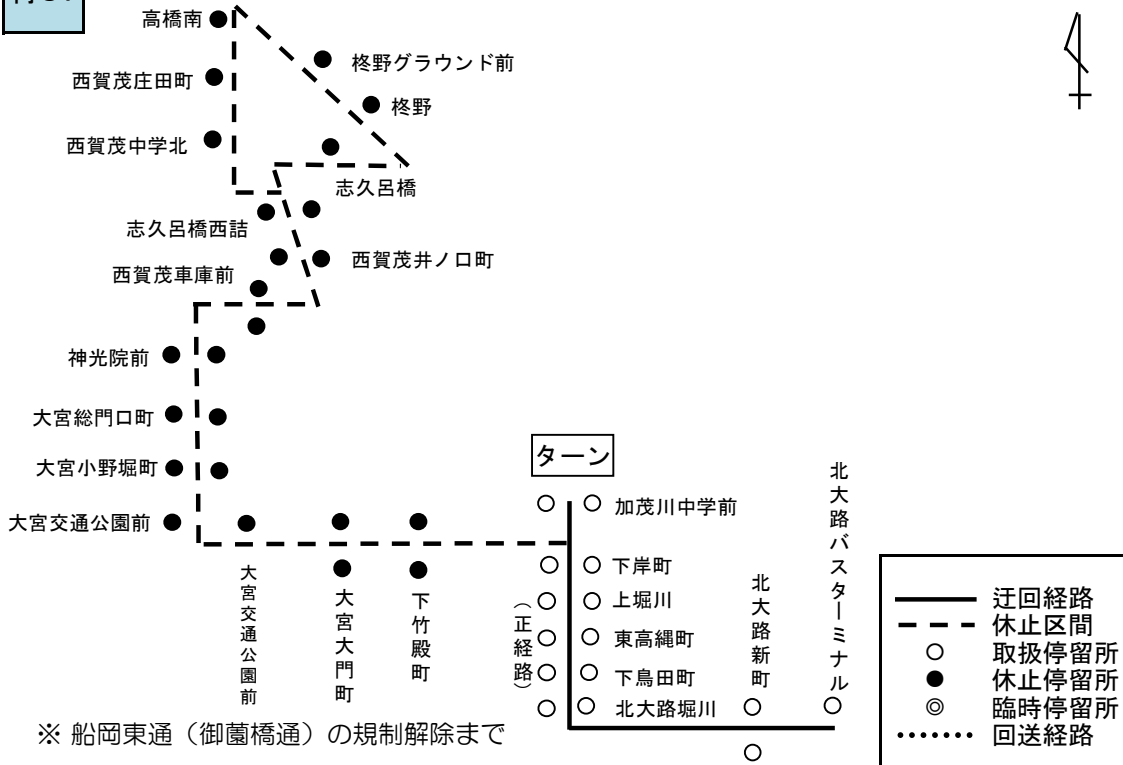 高橋南
柊野グラウンド前
西賀茂庄田町
柊野
西賀茂中学北
志久呂橋
志久呂橋西詰
西賀茂井ノ口町
西賀茂車庫前
神光院前
大宮総門口町
大宮小野堀町
大宮交通公園前
大宮交通公園前
大宮大門町
下竹殿町
(正経路)
ターン
加茂川中学前
下岸町
上堀川
東高縄町
下鳥田町
北大路堀川
北大路新町
北大路バスターミナル
迂回経路
休止区間
取扱停留所
休止停留所
臨時停留所
回送経路
※ 船岡東通（御薗橋通）の規制解除まで